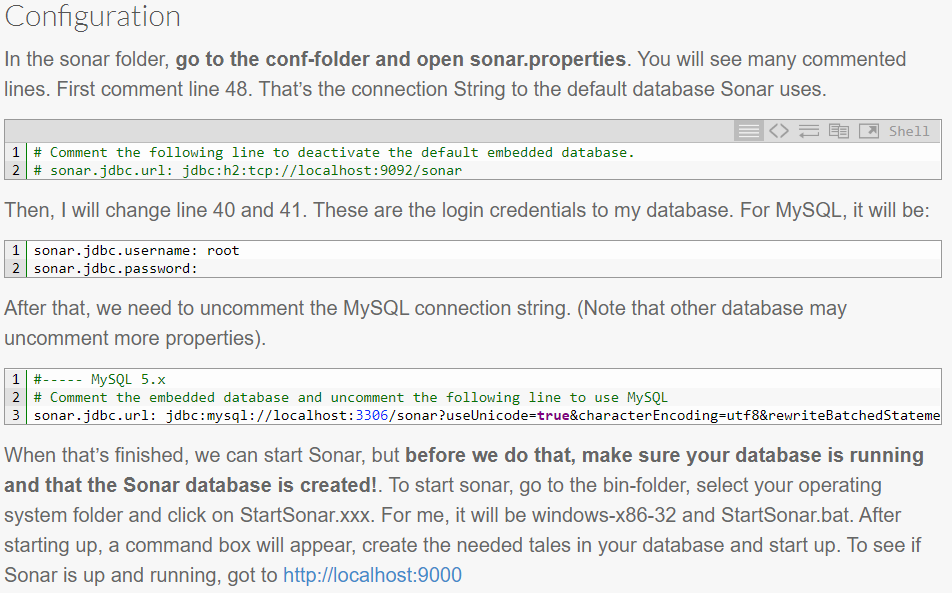 Configuration
In the sonar folder, go to the conf-folder and open sonar.properties. You will see many commented
lines. First comment line 48. That's the connection String to the default database Sonar uses.
Shell
1 # Comment the following line to deactivate the default embedded database.
2 # sonar.jdbc.url: jdbc:h2:tcp://localhost:9092/sonar
Then, I will change line 40 and 41. These are the login credentials to my database. For MySQL, it will be:
1 sonar.jdbc.username: root
2 sonar.jdbc.password:
After that, we need to uncomment the MySQL connection string. (Note that other database may
uncomment more properties).
1 #----- MySQL 5.x
2 # Comment the embedded database and uncomment the following line to use MySQL
3 sonar.jdbc.url: jdbc:mysql://localhost:3306/sonar?useUnicode=true&characterEncoding=utf8&rewriteBatchedStateme
When that's finished, we can start Sonar, but before we do that, make sure your database is running
and that the Sonar database is created!. To start sonar, go to the bin-folder, select your operating
system folder and click on StartSonar.xxx. For me, it will be windows-x86-32 and StartSonar.bat. After
starting up, a command box will appear, create the needed tales in your database and start up. To see if
Sonar is up and running, got to http://localhost:9000